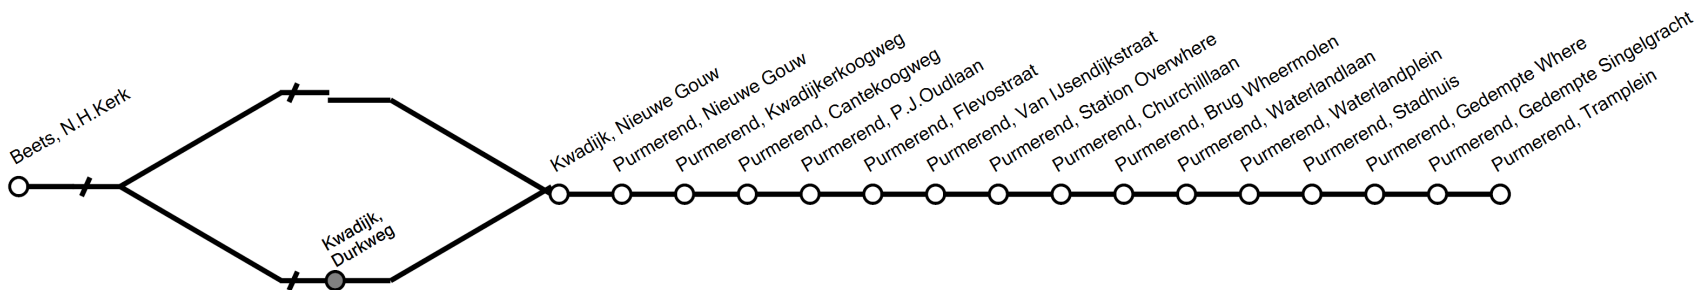 Beets, N.H.Kerk
Kwadijk,
Durkweg
Kwadijk, Nieuwe Gouw
Purmerend, Nieuwe Gouw
Purmerend, Kwadijkerkoogweg
Purmerend, Cantekoogweg
Purmerend, P.J.Oudlaan
Purmerend, Flevostraat
Purmerend, Van IJsendijkstraat
Purmerend, Station Overwhere
Purmerend, Churchilllaan
Purmerend, Brug Wheermolen
Purmerend, Waterlandlaan
Purmerend, Waterlandplein
Purmerend, Stadhuis
Purmerend, Gedempte Where
Purmerend, Gedempte Singelgracht
Purmerend, Tramplein